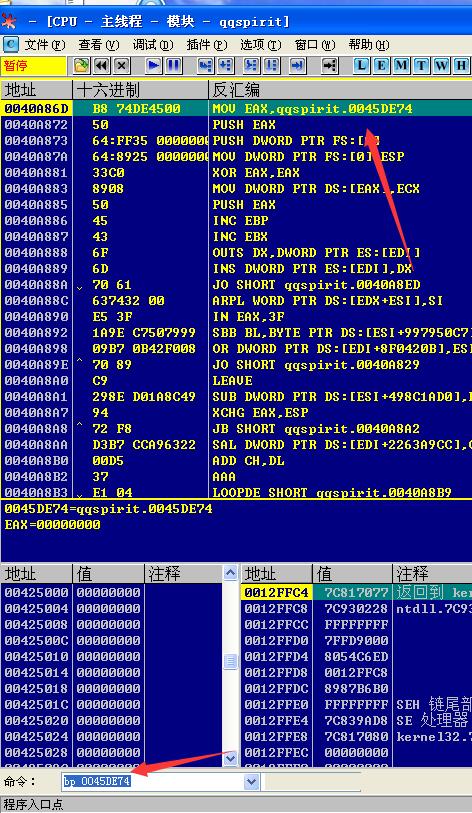 - [CPU - 主线程 - 模块 - qqspirit]
C 文件(F) 查看(V) 调试(D) 插件(P) 选项(T) 窗口(W) 帮助(H)
暂停 L E M T W H
地址 十六进制 反汇编
0040A86D B8 74DE4500 MOV EAX,qqspirit.0045DE74
0040A872 50 PUSH EAX
0040A873 64:FF35 0000000 PUSH DWORD PTR FS:[0]
0040A87A 64:8925 0000000 MOV DWORD PTR FS:[0],ESP
0040A881 33C0 XOR EAX,EAX
0040A883 8908 MOV DWORD PTR DS:[EAX],ECX
0040A885 50 PUSH EAX
0040A886 45 INC EBP
0040A887 43 INC EBX
0040A888 6F OUTS DX,DWORD PTR ES:[EDI]
0040A889 6D INS DWORD PTR ES:[EDI],DX
0040A88A 70 61 JO SHORT qqspirit.0040A8ED
0040A88C 637432 00 ARPL WORD PTR DS:[EDX+ESI],SI
0040A890 E5 3F IN EAX,3F
0040A892 1A9E C7507999 SBB BL,BYTE PTR DS:[ESI+997950C7]
0040A898 09B7 0B42F008 OR DWORD PTR DS:[EDI+8F0420B],ESI
0040A89E ^ 70 89 JO SHORT qqspirit.0040A829
0040A8A0 C9 LEAVE
0040A8A1 298E D01A8C49 SUB DWORD PTR DS:[ESI+498C1AD0],
0040A8A7 94 XCHG EAX,ESP
0040A8A8 ^ 72 F8 JB SHORT qqspirit.0040A8A2
0040A8AA D3B7 CCA96322 SAL DWORD PTR DS:[EDI+2263A9CC],
0040A8B0 00D5 ADD CH,DL
0040A8B2 37 AAA
0040A8B3 E1 04 LOOPDE SHORT qqspirit.0040A8B9
0045DE74=qqspirit.0045DE74
EAX=00000000
地址 值 注释 地址 值 注释
00425000 00000000 0012FFC4 7C817077 返回到 ker
00425004 00000000 0012FFC8 7C930228 ntdll.7C93
00425008 00000000 0012FFCC FFFFFFFF
0042500C 00000000 0012FFD0 7FFD9000
00425010 00000000 0012FFD4 8054C6ED
00425014 00000000 0012FFD8 0012FFC8
00425018 00000000 0012FFDC 8987B6B0
0042501C 00000000 0012FFE0 FFFFFFFF SEH 链尾部
00425020 00000000 0012FFE4 7C839AD8 SE 处理器
00425024 00000000 0012FFE8 7C817080 kernel32.7
00425028 00000000 0012FFEC 00000000
命令： bp 0045DE74
程序入口点